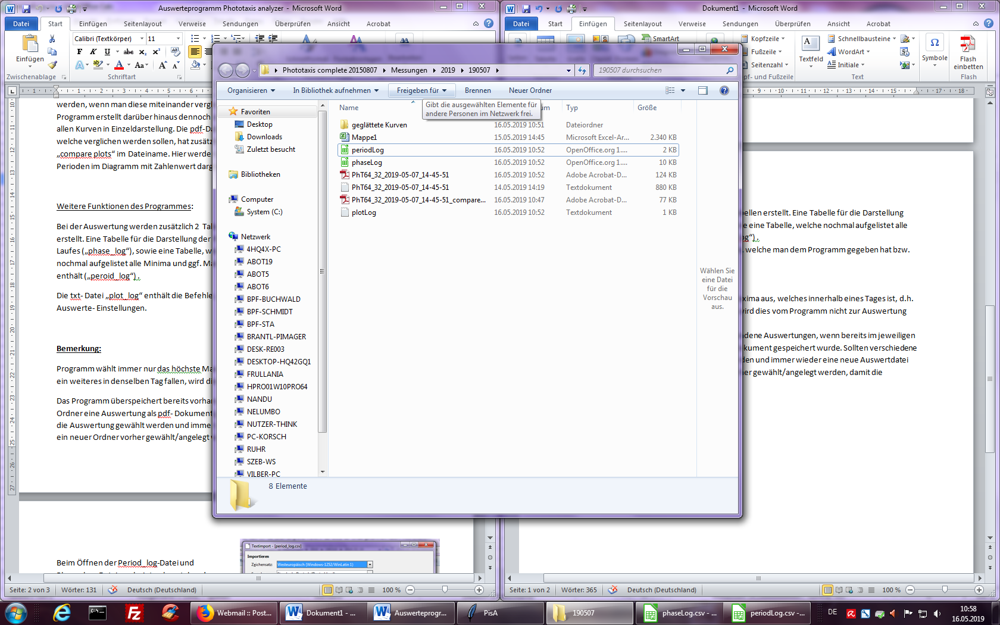 Auswerteprogramm Phototaxis analyzer - Microsoft Word
Datei Start Einfügen Seitenlayout Verweise Sendungen Überprüfen Ansicht Acrobat
Calibri (Textkörper) 11
Einfügen
F K U abc x₂ x²
Aa A A
Zwischenablage Schriftart
werden, wenn man diese miteinander vergl
Programm erstellt darüber hinaus dennoch
allen Kurven in Einzeldarstellung. Die pdf-Da
welche verglichen werden sollen, hat zusätz
„compare plots“ im Dateiname. Hier werde
Perioden im Diagramm mit Zahlenwert darg
Weitere Funktionen des Programmes:
Bei der Auswertung werden zusätzlich 2 Tal
erstellt. Eine Tabelle für die Darstellung der
Laufes („phase_log“), sowie eine Tabelle, w
nochmal aufgelistet alle Minima und ggf. Ma
enthält („peroid_log“) .
Die txt- Datei „plot_log“ enthält die Befehle
Auswerte- Einstellungen.
Bemerkung:
Programm wählt immer nur das höchste Ma
ein weiteres in denselben Tag fallen, wird di
Das Programm überspeichert bereits vorha
Ordner eine Auswertung als pdf- Dokument
die Auswertung gewählt werden und imme
ein neuer Ordner vorher gewählt/angelegt
Beim Öffnen der Period_log-Datei und
Textimport - [period_log.csv]
Importieren
Zeichensatz: Westeuropäisch (Windows-1252/WinLatin 1)
Seite: 2 von 3 Wörter: 131 Deutsch (Deutschland) 100 %
Dokument1 - Microsoft Word
Datei Start Einfügen Seitenlayout Verweise Sendungen Überprüfen Ansicht Acrobat
SmartArt
Kopfzeile
Fußzeile
Seitenzahl
Textfeld
Schnellbausteine
WordArt
Initiale
Symbole
Flash
einbetten
pf- und Fußzeile Text Flash
ellen erstellt. Eine Tabelle für die Darstellung
e eine Tabelle, welche nochmal aufgelistet alle
g“) .
, welche man dem Programm gegeben hat bzw.
xima aus, welches innerhalb eines Tages ist, d.h.
vird dies vom Programm nicht zur Auswertung
ndene Auswertungen, wenn bereits im jeweiligen
okument gespeichert wurde. Sollten verschiedene
den und immer wieder eine neue Auswertdatei
er gewählt/angelegt werden, damit die
Seite: 1 von 2 Wörter: 365 Deutsch (Deutschland) 100 %
Phototaxis complete 20150807 Messungen 2019 190507
190507 durchsuchen
Organisieren In Bibliothek aufnehmen Freigeben für Brennen Neuer Ordner
Gibt die ausgewählten Elemente für
andere Personen im Netzwerk frei.
Favoriten
Desktop
Downloads
Zuletzt besucht
Bibliotheken
Computer
System (C:)
Netzwerk
4HQ4X-PC
ABOT19
ABOT5
ABOT6
BPF-BUCHWALD
BPF-SCHMIDT
BPF-STA
BRANTL-PIMAGER
DESK-RE003
DESKTOP-HQ42GQ1
FRULLANIA
HPRO01W10PRO64
NANDU
NELUMBO
NUTZER-THINK
PC-KORSCH
RUHR
SZEB-WS
VILBER-PC
Name um Typ Größe
geglättete Kurven 16.05.2019 10:51 Dateiordner
Mappe1 15.05.2019 14:45 Microsoft Excel-Ar... 2.340 KB
periodLog 16.05.2019 10:52 OpenOffice.org 1.... 2 KB
phaseLog 16.05.2019 10:52 OpenOffice.org 1.... 10 KB
PhT64_32_2019-05-07_14-45-51 16.05.2019 10:52 Adobe Acrobat-D... 124 KB
PhT64_32_2019-05-07_14-45-51 14.05.2019 14:19 Textdokument 880 KB
PhT64_32_2019-05-07_14-45-51_compare... 16.05.2019 10:47 Adobe Acrobat-D... 77 KB
plotLog 16.05.2019 10:52 Textdokument 1 KB
Wählen Sie
eine Datei
für die
Vorschau
aus.
8 Elemente
Webmail :: Post... Dokument1 - ... Auswerteprogr... PisA 190507 phaseLog.csv - ... periodLog.csv - ... DE
10:58
16.05.2019